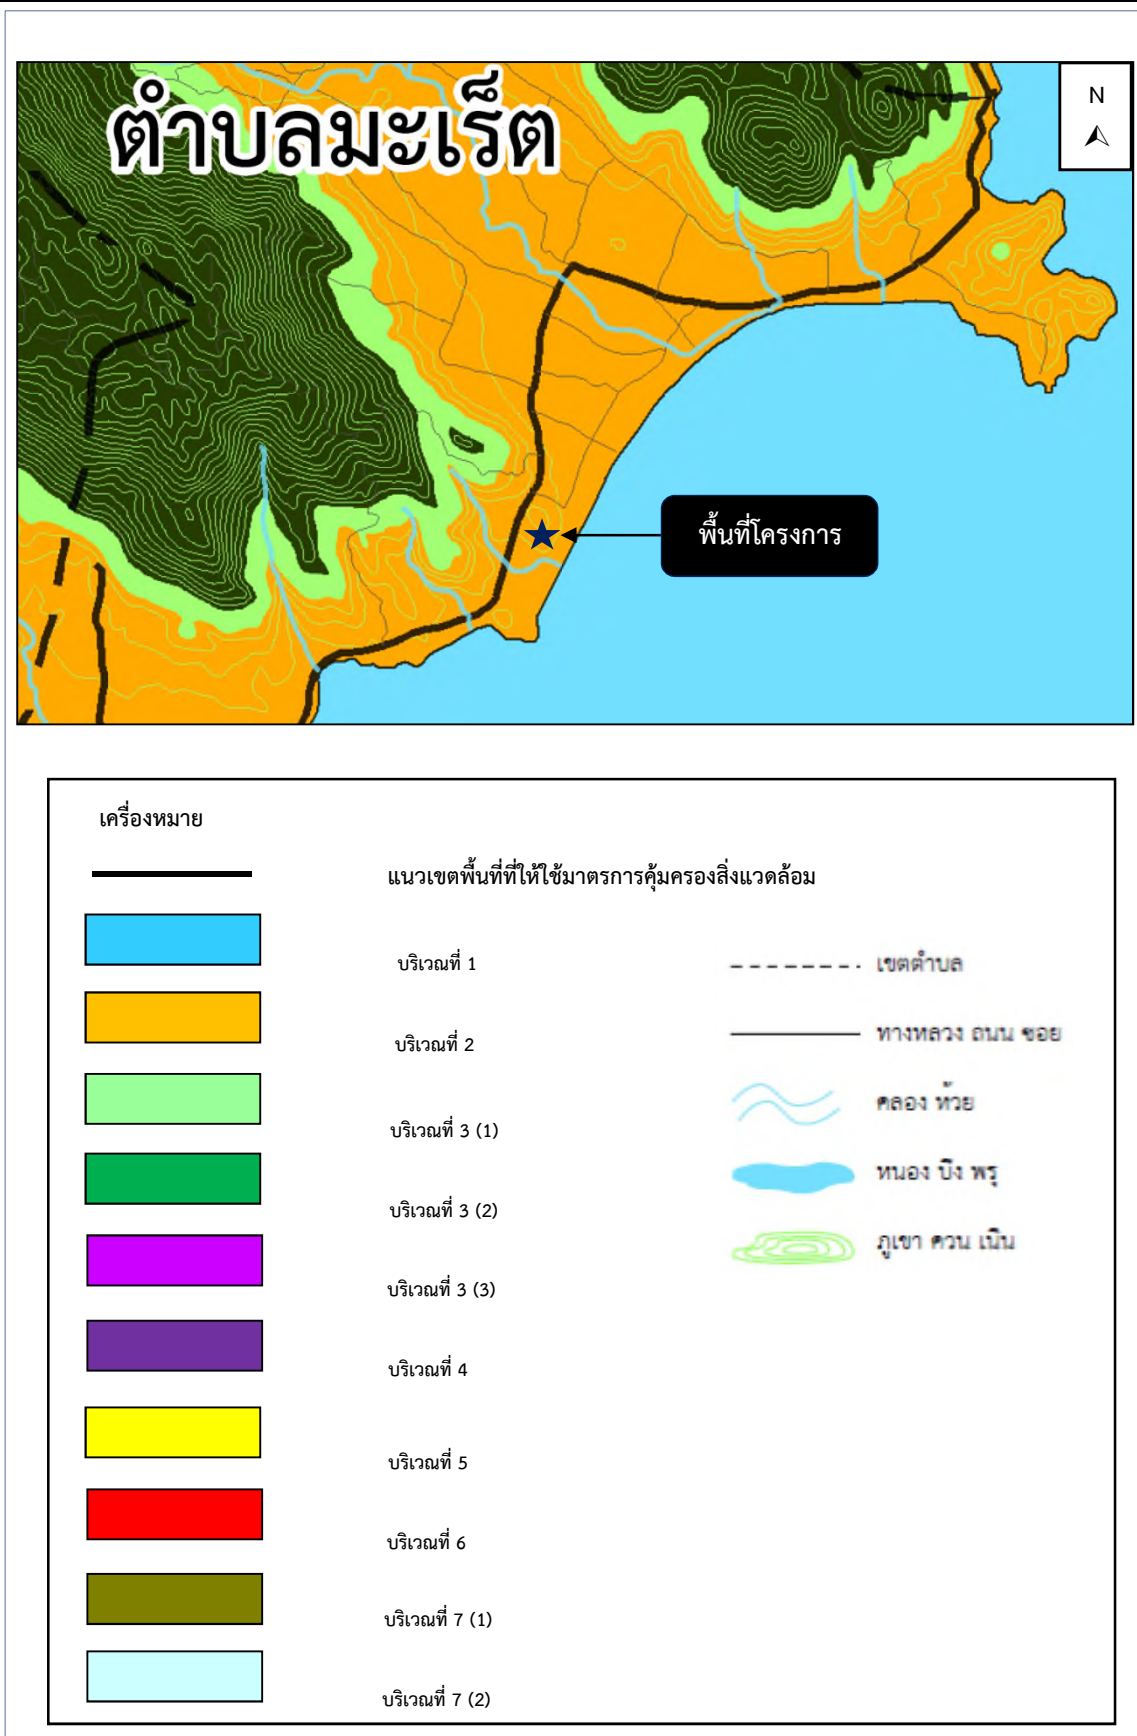 ตำบลมะเร็ต
N
พื้นที่โครงการ
เครื่องหมาย
แนวเขตพื้นที่ที่ให้ใช้มาตรการคุ้มครองสิ่งแวดล้อม
บริเวณที่ 1
บริเวณที่ 2
บริเวณที่ 3 (1)
บริเวณที่ 3 (2)
บริเวณที่ 3 (3)
บริเวณที่ 4
บริเวณที่ 5
บริเวณที่ 6
บริเวณที่ 7 (1)
บริเวณที่ 7 (2)
เขตตำบล
ทางหลวง ถนน ซอย
คลอง ห้วย
หนอง บึง พรุ
ภูเขา ควน เนิน